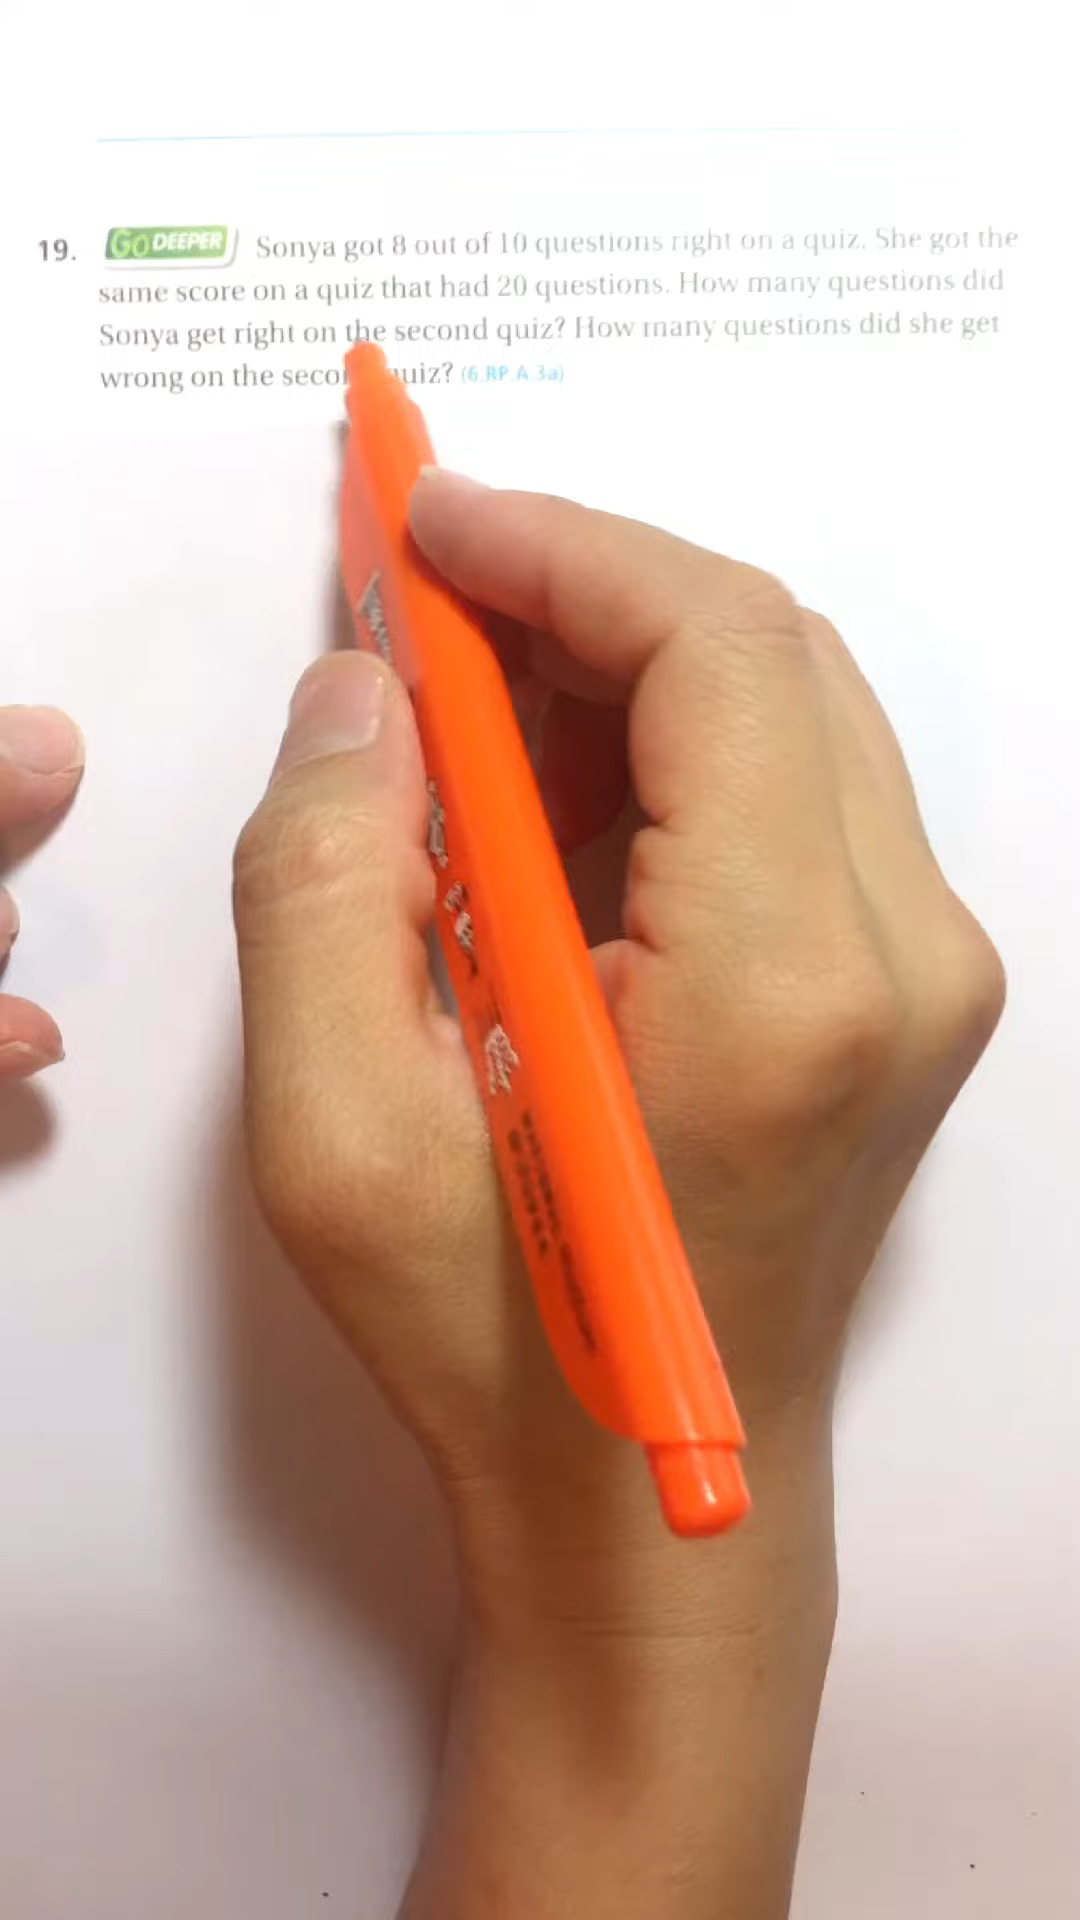 19. GO DEEPER Sonya got 8 out of 10 questions right on a quiz. She got the
same score on a quiz that had 20 questions. How many questions did
Sonya get right on the second quiz? How many questions did she get
wrong on the quiz? (6.RP.A.3a)